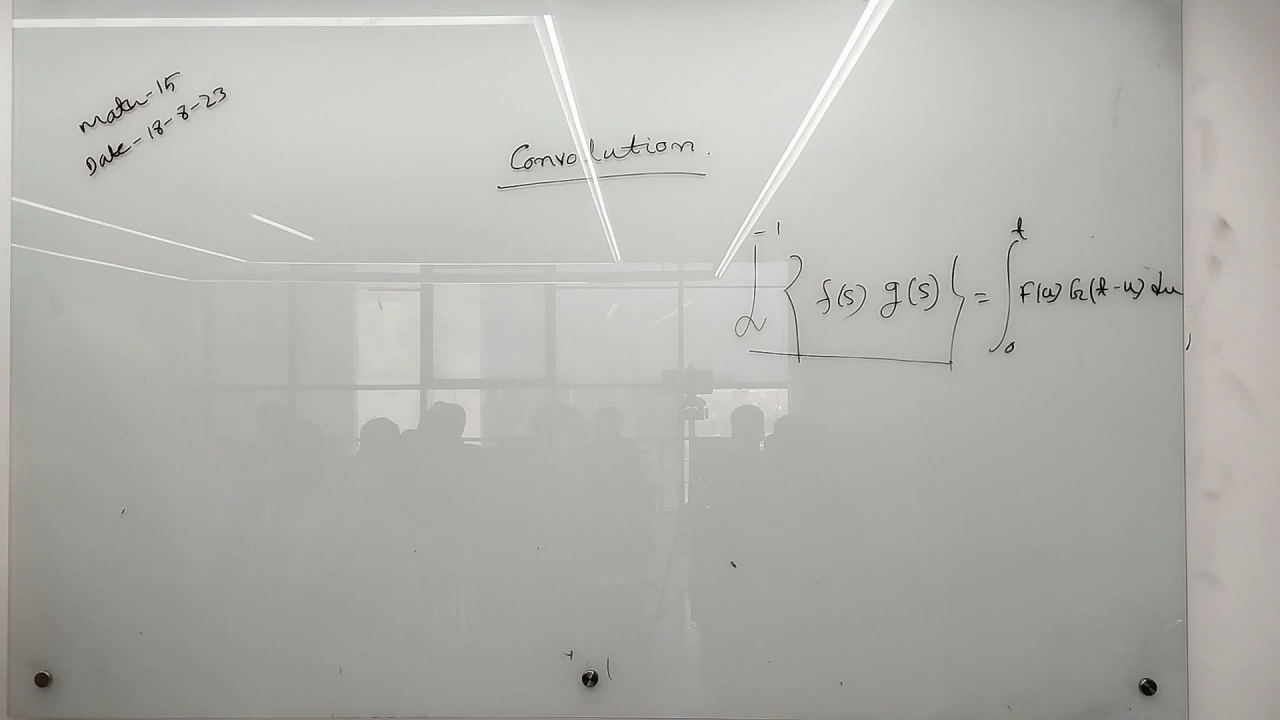 Math-15
Date-18-8-23
Convolution.
L⁻¹ { f(s) g(s) } = ∫₀ᵗ F(u) G(t-u) du